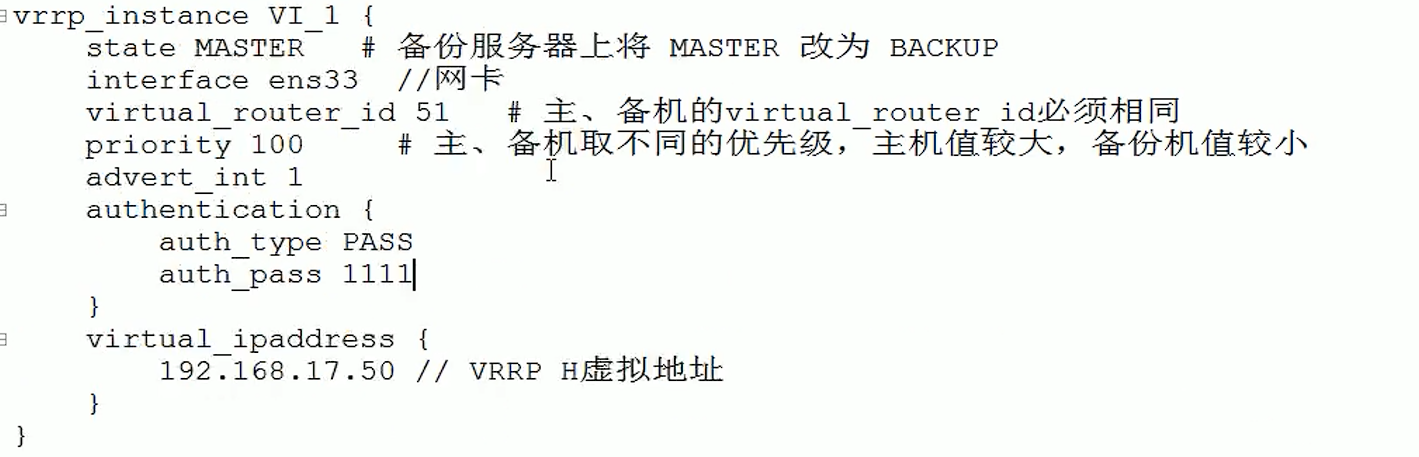 vrrp_instance VI_1 {
state MASTER # 备份服务器上将 MASTER 改为 BACKUP
interface ens33 //网卡
virtual_router_id 51 # 主、备机的virtual_router_id必须相同
priority 100 # 主、备机取不同的优先级，主机值较大，备份机值较小
advert_int 1
authentication {
auth_type PASS
auth_pass 1111
}
virtual_ipaddress {
192.168.17.50 // VRRP H虚拟地址
}
}